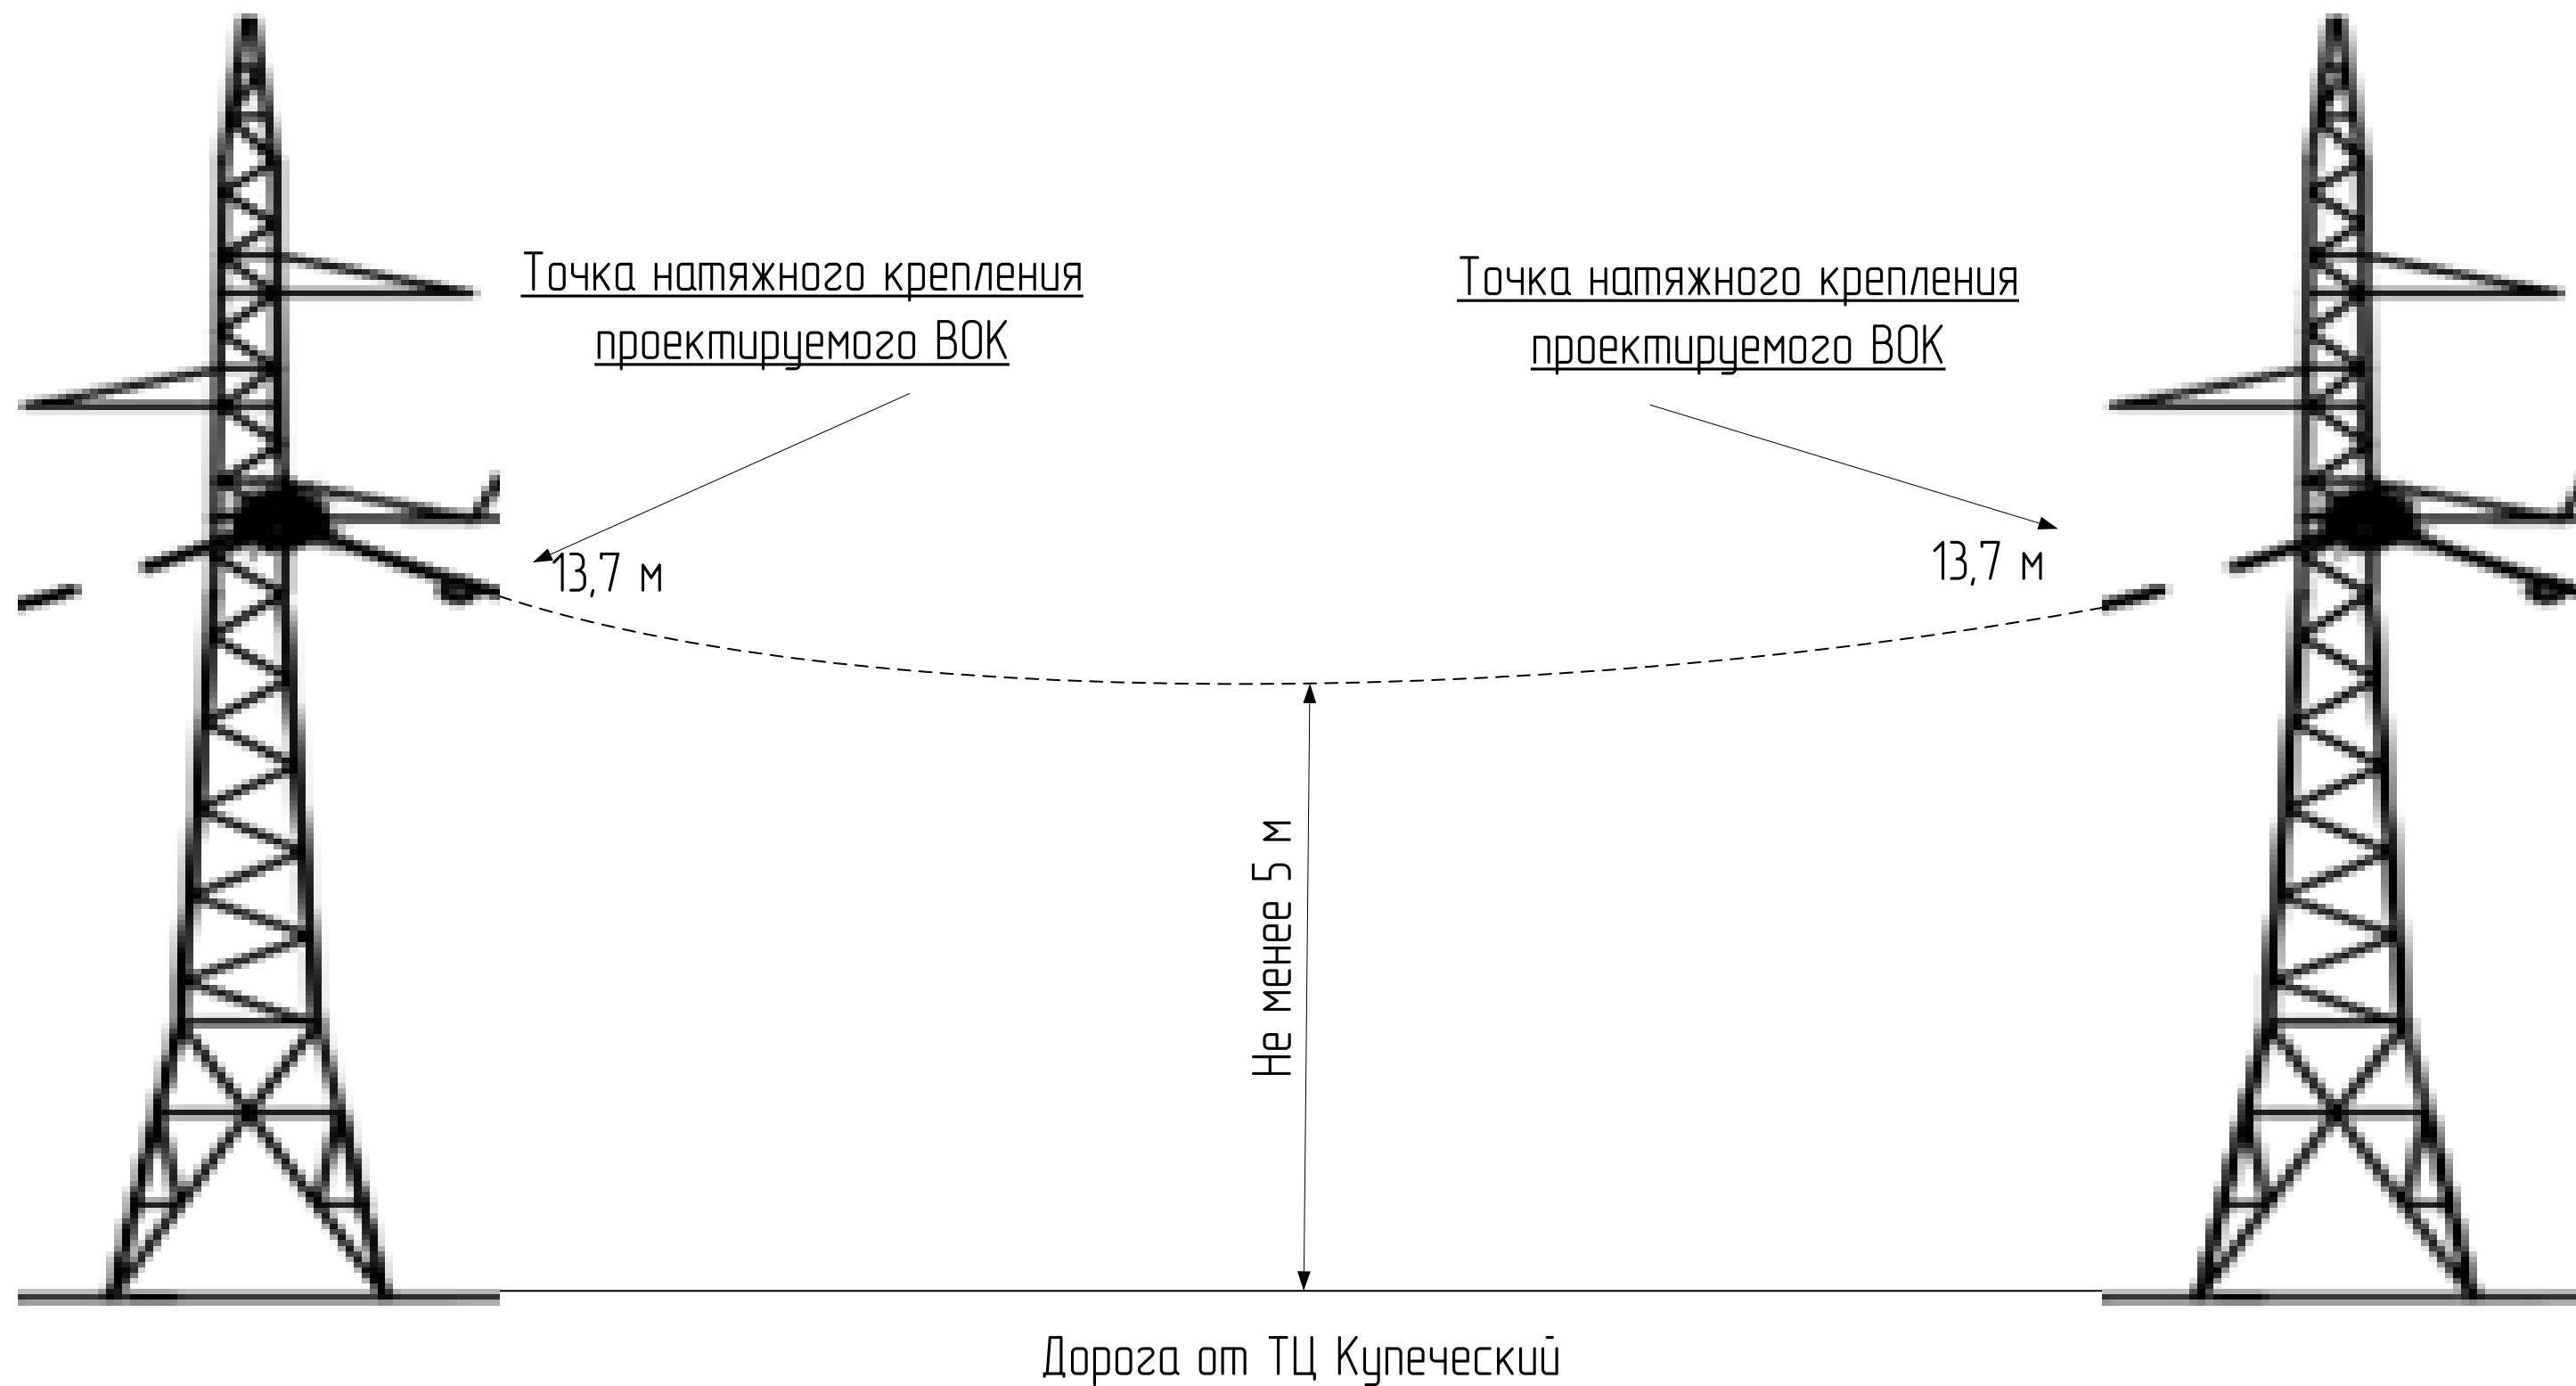 Точка натяжного крепления
проектируемого ВОК
Точка натяжного крепления
проектируемого ВОК
13,7 м
13,7 м
Не менее 5 м
Дорога от ТЦ Купеческий